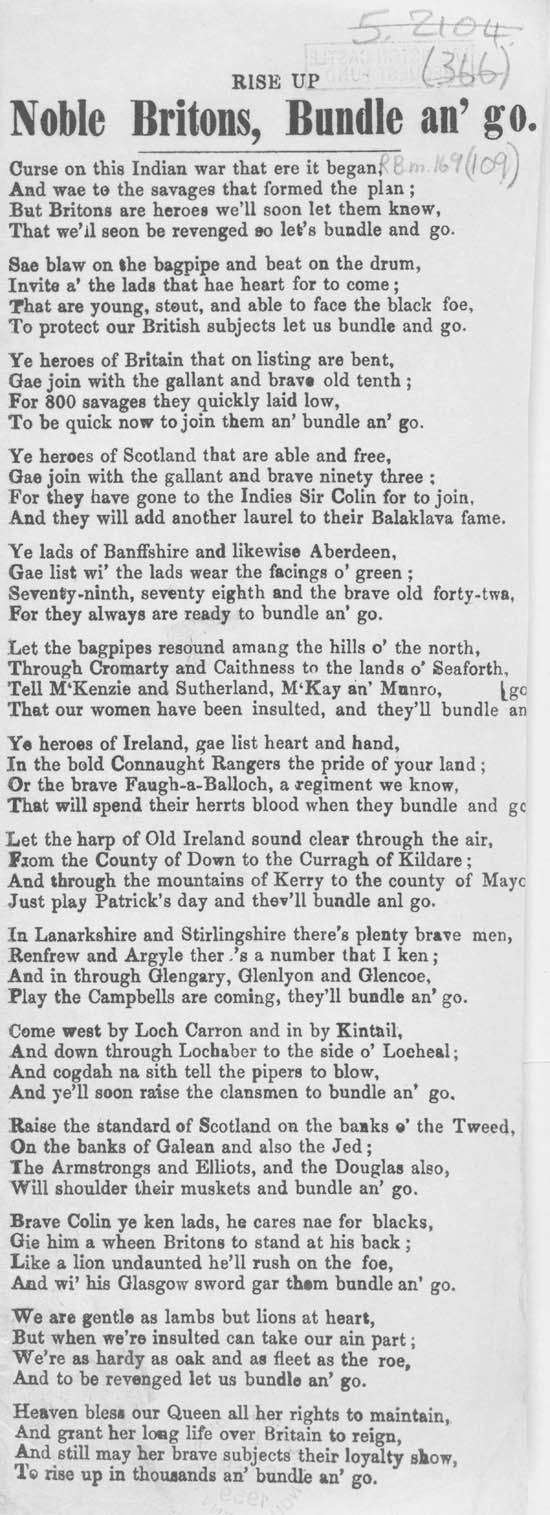 5. 2104.
(366)
RISE UP
Noble Britons, Bundle an' go.
R.B.m.169(109)
Curse on this Indian war that ere it began,
And wae to the savages that formed the plan;
But Britons are heroes we'll soon let them know,
That we'll seon be revenged so let's bundle and go.
Sae blaw on the bagpipe and beat on the drum,
Invite a' the lads that hae heart for to come;
That are young, stout, and able to face the black foe,
To protect our British subjects let us bundle and go.
Ye heroes of Britain that on listing are bent,
Gae join with the gallant and brave old tenth;
For 800 savages they quickly laid low,
To be quick now to join them an' bundle an' go.
Ye heroes of Scotland that are able and free,
Gae join with the gallant and brave ninety three;
For they have gone to the Indies Sir Colin for to join,
And they will add another laurel to their Balaklava fame.
Ye lads of Banffshire and likewise Aberdeen,
Gae list wi' the lads wear the facings o' green;
Seventy-ninth, seventy eighth and the brave old forty-twa,
For they always are ready to bundle an' go.
Let the bagpipes resound amang the hills o' the north,
Through Cromarty and Caithness to the lands o' Seaforth,
Tell M'Kenzie and Sutherland, M'Kay an' Munro, [go
That our women have been insulted, and they'll bundle an
Ye heroes of Ireland, gae list heart and hand,
In the bold Connaught Rangers the pride of your land;
Or the brave Faugh-a-Balloch, a regiment we know,
That will spend their herrts blood when they bundle and go
Let the harp of Old Ireland sound clear through the air,
From the County of Down to the Curragh of Kildare;
And through the mountains of Kerry to the county of Mayo
Just play Patrick's day and they'll bundle anl go.
In Lanarkshire and Stirlingshire there's plenty brave men,
Renfrew and Argyle ther 's a number that I ken;
And in through Glengary, Glenlyon and Glencoe,
Play the Campbells are coming, they'll bundle an' go.
Come west by Loch Carron and in by Kintail,
And down through Lochaber to the side o' Locheal;
And cogdah na sith tell the pipers to blow,
And ye'll soon raise the clansmen to bundle an' go.
Raise the standard of Scotland on the banks o' the Tweed,
On the banks of Galean and also the Jed;
The Armstrongs and Elliots, and the Douglas also,
Will shoulder their muskets and bundle an' go.
Brave Colin ye ken lads, he cares nae for blacks,
Gie him a wheen Britons to stand at his back;
Like a lion undaunted he'll rush on the foe,
And wi' his Glasgow sword gar them bundle an' go.
We are gentle as lambs but lions at heart,
But when we're insulted can take our ain part;
We're as hardy as oak and as fleet as the roe,
And to be revenged let us bundle an' go.
Heaven bless our Queen all her rights to maintain,
And grant her long life over Britain to reign,
And still may her brave subjects their loyalty show,
To rise up in thousands an' bundle an' go.